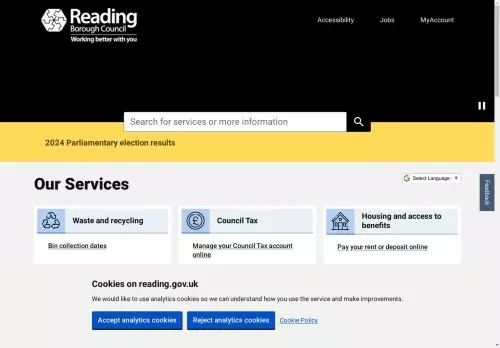 Reading
Borough Council
Working better with you
Accessibility
Jobs
MyAccount
Search for services or more information
2024 Parliamentary election results
Our Services
Select Language
Feedback
Waste and recycling
Bin collection dates
Council Tax
Manage your Council Tax account
online
Housing and access to
benefits
Pay your rent or deposit online
Cookies on reading.gov.uk
We would like to use analytics cookies so we can understand how you use the service and make improvements.
Accept analytics cookies
Reject analytics cookies
Cookie Policy